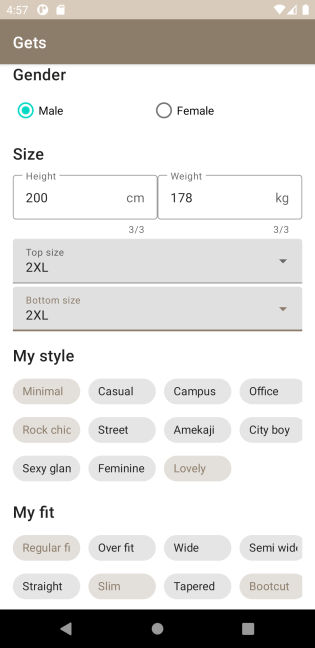 4:57
Gets
Gender
Male Female
Size
Height Weight
200 cm 178 kg
3/3 3/3
Top size
2XL
Bottom size
2XL
My style
Minimal Casual Campus Office
Rock chic Street Amekaji City boy
Sexy glan Feminine Lovely
My fit
Regular fi Over fit Wide Semi wide
Straight Slim Tapered Bootcut